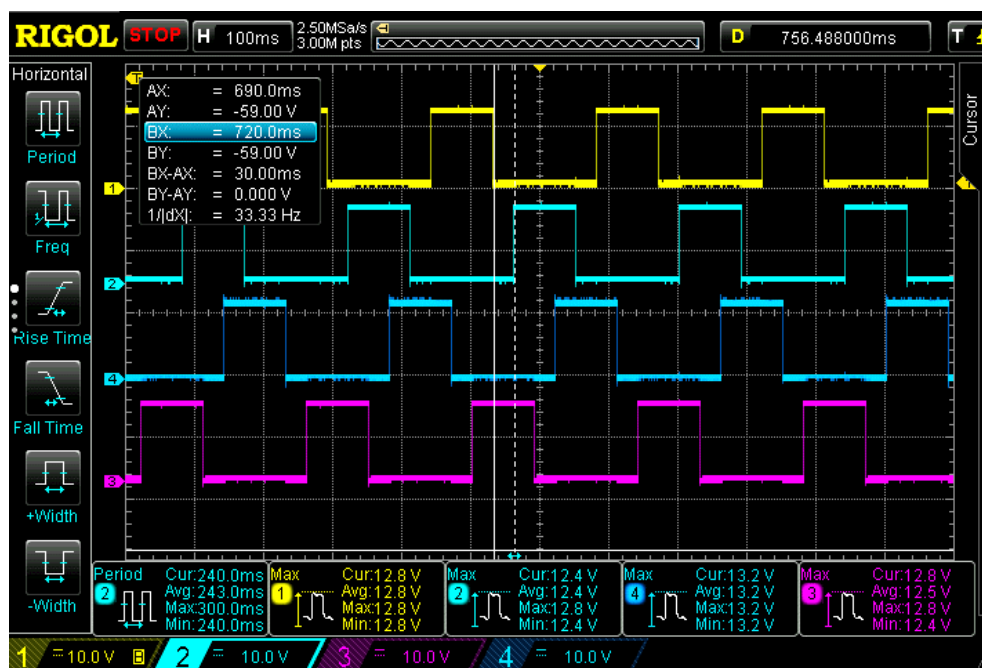 RIGOL STOP H 100ms 2.50MSa/s 3.00M pts D 756.488000ms T
Horizontal
Period
Freq
Rise Time
Fall Time
+Width
-Width
T
AX: = 690.0ms
AY: = -59.00 V
BX: = 720.0ms
BY: = -59.00 V
BX-AX: = 30.00ms
BY-AY: = 0.000 V
1/|dX|: = 33.33 Hz
1
2
4
3
Cursor
T
Period Cur:240.0ms
2 Avg:243.0ms
Max:300.0ms
Min:240.0ms
Max Cur:12.8 V
1 Avg:12.8 V
Max:12.8 V
Min:12.8 V
Max Cur:12.4 V
2 Avg:12.4 V
Max:12.8 V
Min:12.4 V
Max Cur:13.2 V
4 Avg:13.2 V
Max:13.2 V
Min:13.2 V
Max Cur:12.8 V
3 Avg:12.5 V
Max:12.8 V
Min:12.4 V
1 = 10.0 V B 2 = 10.0 V 3 = 10.0 V 4 = 10.0 V